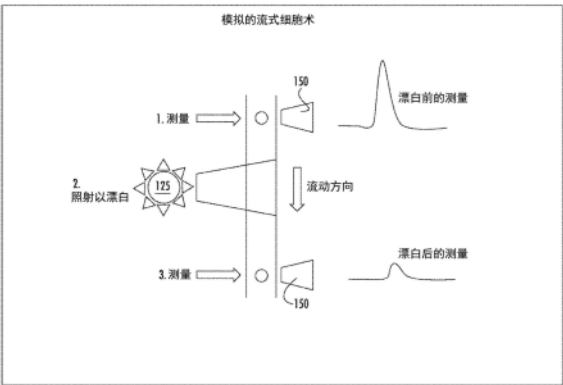 模拟的流式细胞术
150
1. 测量
漂白前的测量
2.
照射以漂白
125
流动方向
3. 测量
漂白后的测量
150